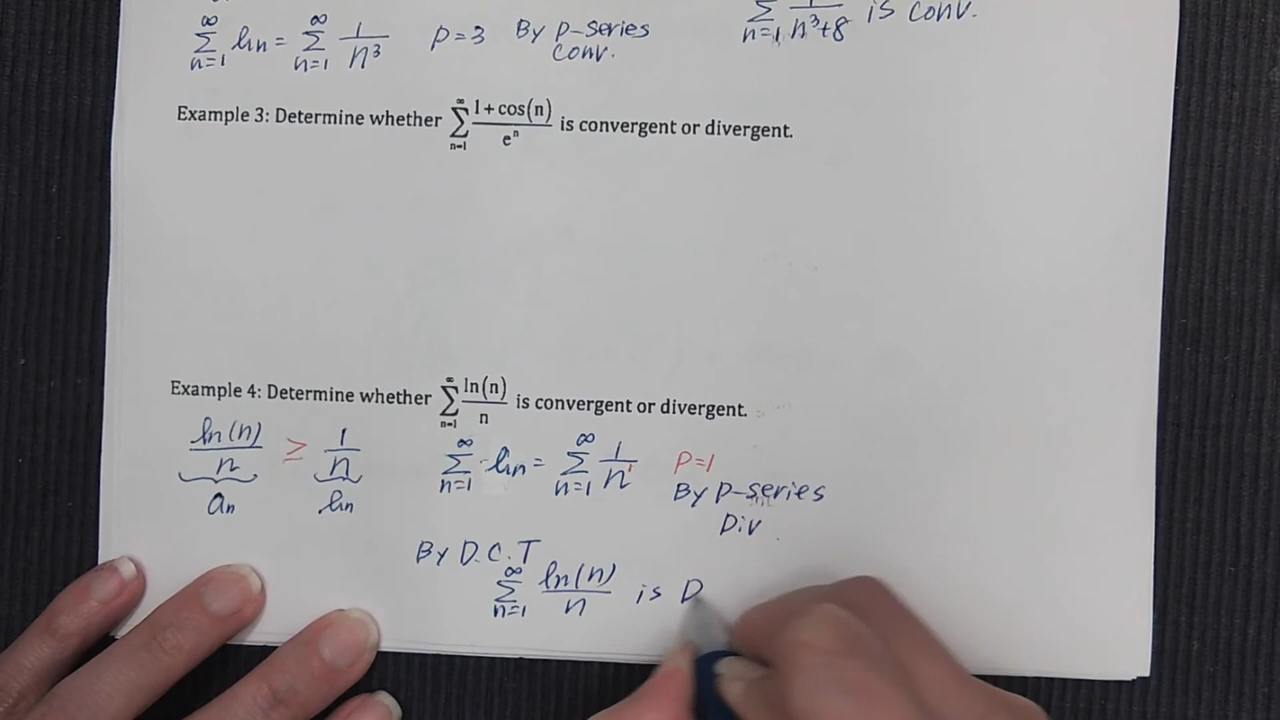 ∞ ∑ n=1 bn = ∞ ∑ n=1 1/n³ P=3 By P-Series Conv.
∑ n=1 1/n³+8 is Conv.
Example 3: Determine whether ∞ ∑ n=1 1+cos(n)/eⁿ is convergent or divergent.
Example 4: Determine whether ∞ ∑ n=1 ln(n)/n is convergent or divergent.
ln(n)/n ≥ 1/n
an bn
∞ ∑ n=1 bn = ∞ ∑ n=1 1/n¹ P=1
By P-series
Div.
By D.C.T
∞ ∑ n=1 ln(n)/n is D